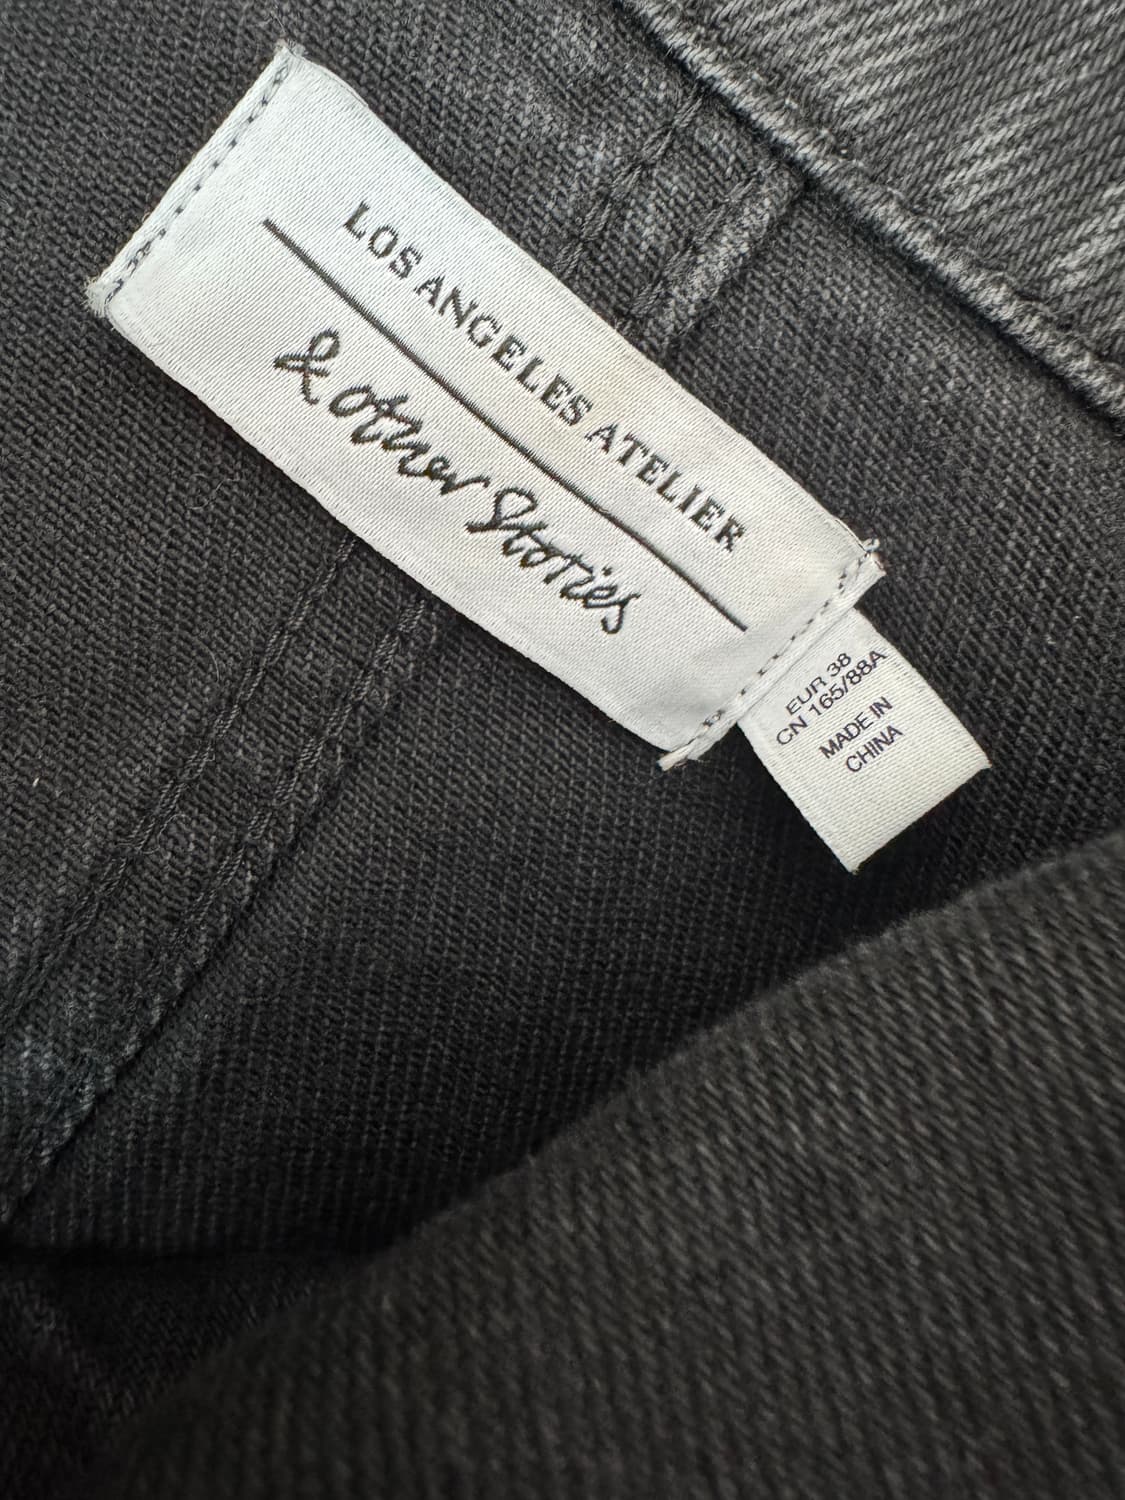 LOS ANGELES ATELIER
& other Stories
EUR 38
CN 165/88A
MADE IN
CHINA